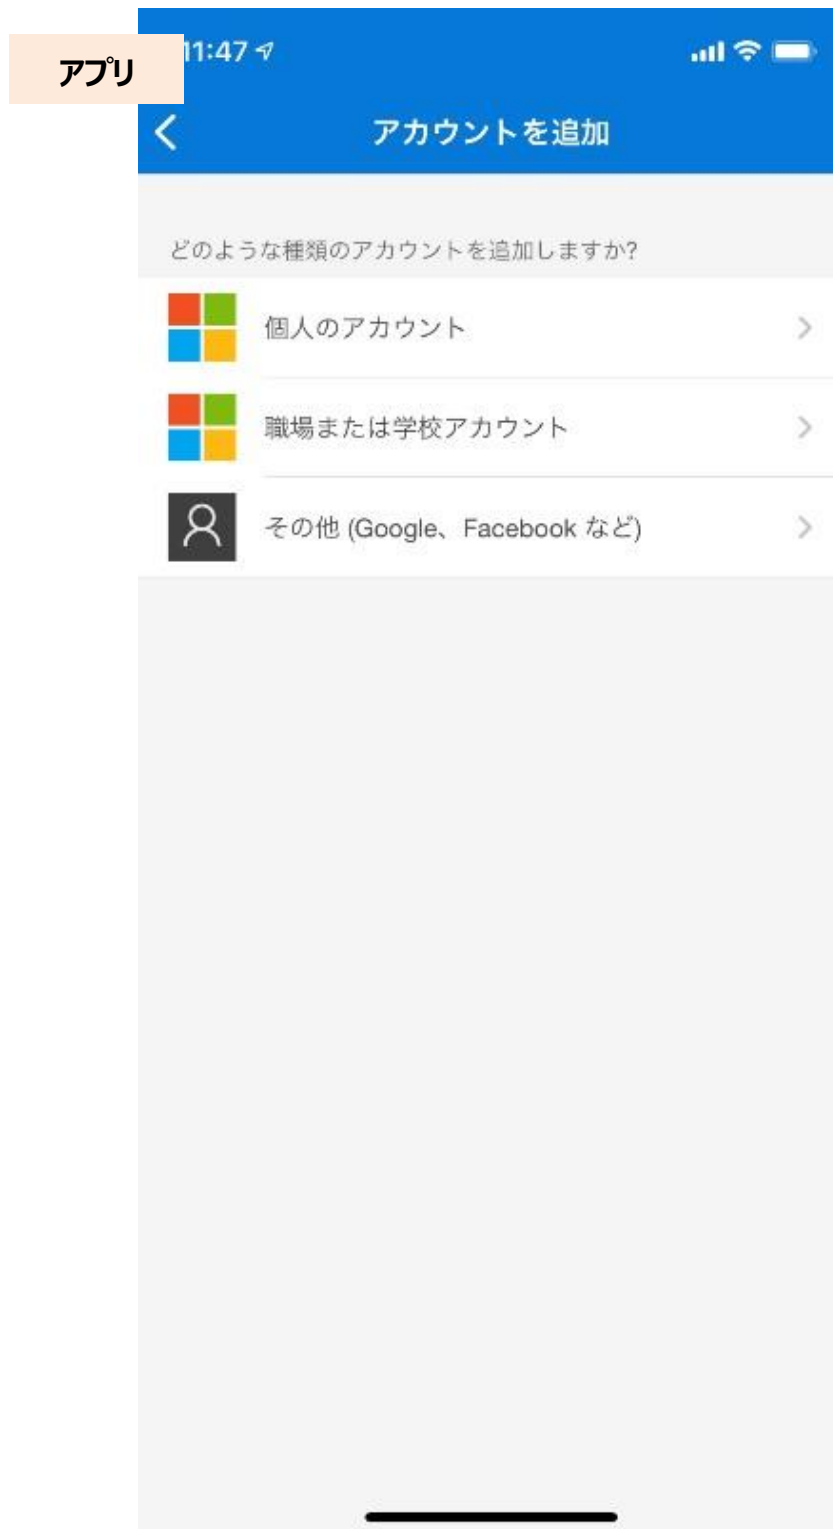 アプリ
11:47
アカウントを追加
どのような種類のアカウントを追加しますか?
個人のアカウント
職場または学校アカウント
その他 (Google、Facebook など)